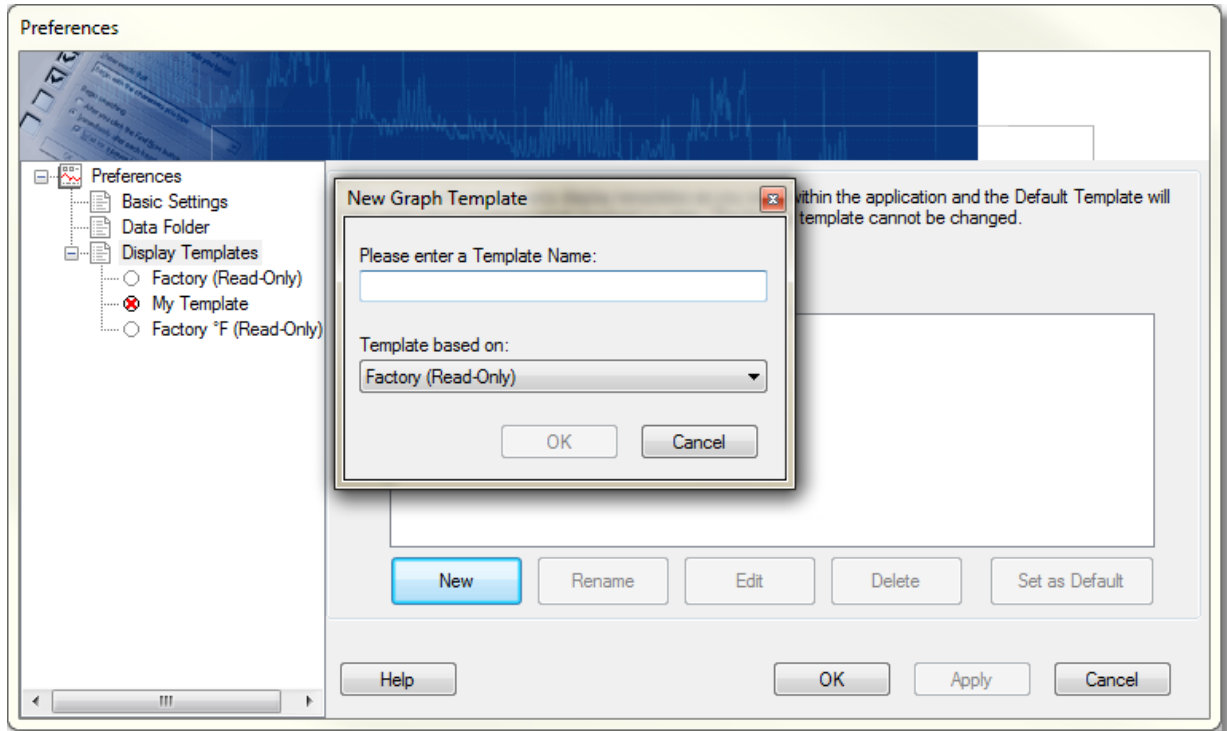 Preferences
Preferences
Basic Settings
Data Folder
Display Templates
Factory (Read-Only)
My Template
Factory °F (Read-Only)
within the application and the Default Template will
template cannot be changed.
New Graph Template
Please enter a Template Name:
Template based on:
Factory (Read-Only)
OK
Cancel
New
Rename
Edit
Delete
Set as Default
Help
OK
Apply
Cancel